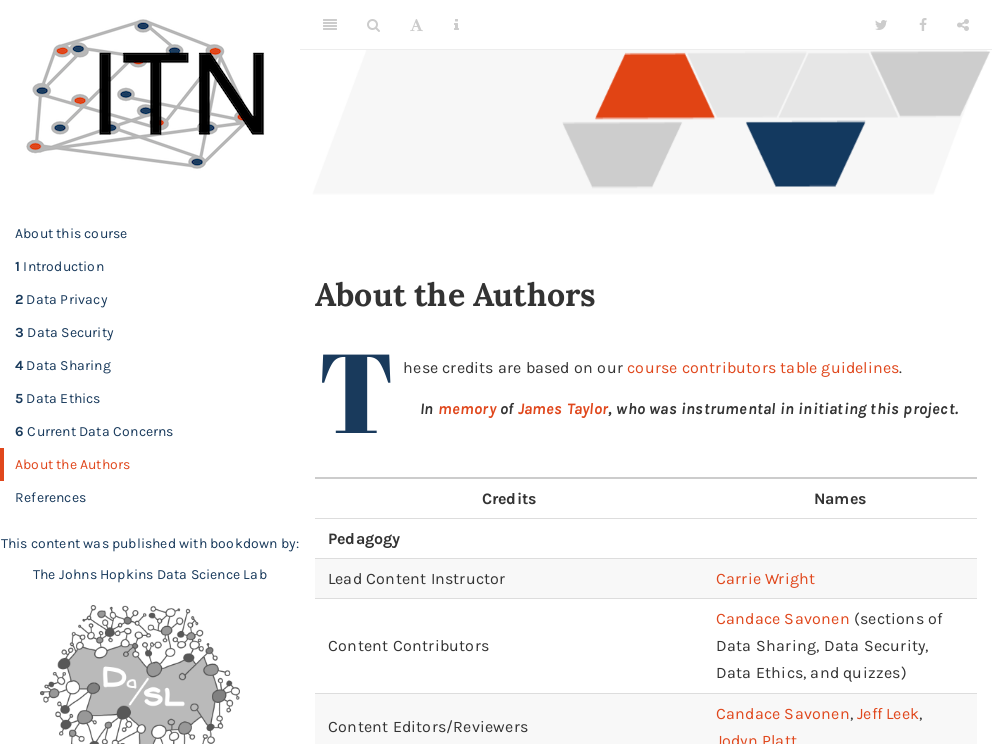 ITN
About this course
1 Introduction
2 Data Privacy
3 Data Security
4 Data Sharing
5 Data Ethics
6 Current Data Concerns
About the Authors
References
This content was published with bookdown by:
The Johns Hopkins Data Science Lab
Da/SL
About the Authors
These credits are based on our course contributors table guidelines.
In memory of James Taylor, who was instrumental in initiating this project.
Credits Names
Pedagogy
Lead Content Instructor Carrie Wright
Content Contributors Candace Savonen (sections of
Data Sharing, Data Security,
Data Ethics, and quizzes)
Content Editors/Reviewers Candace Savonen, Jeff Leek,
Jodyn Platt